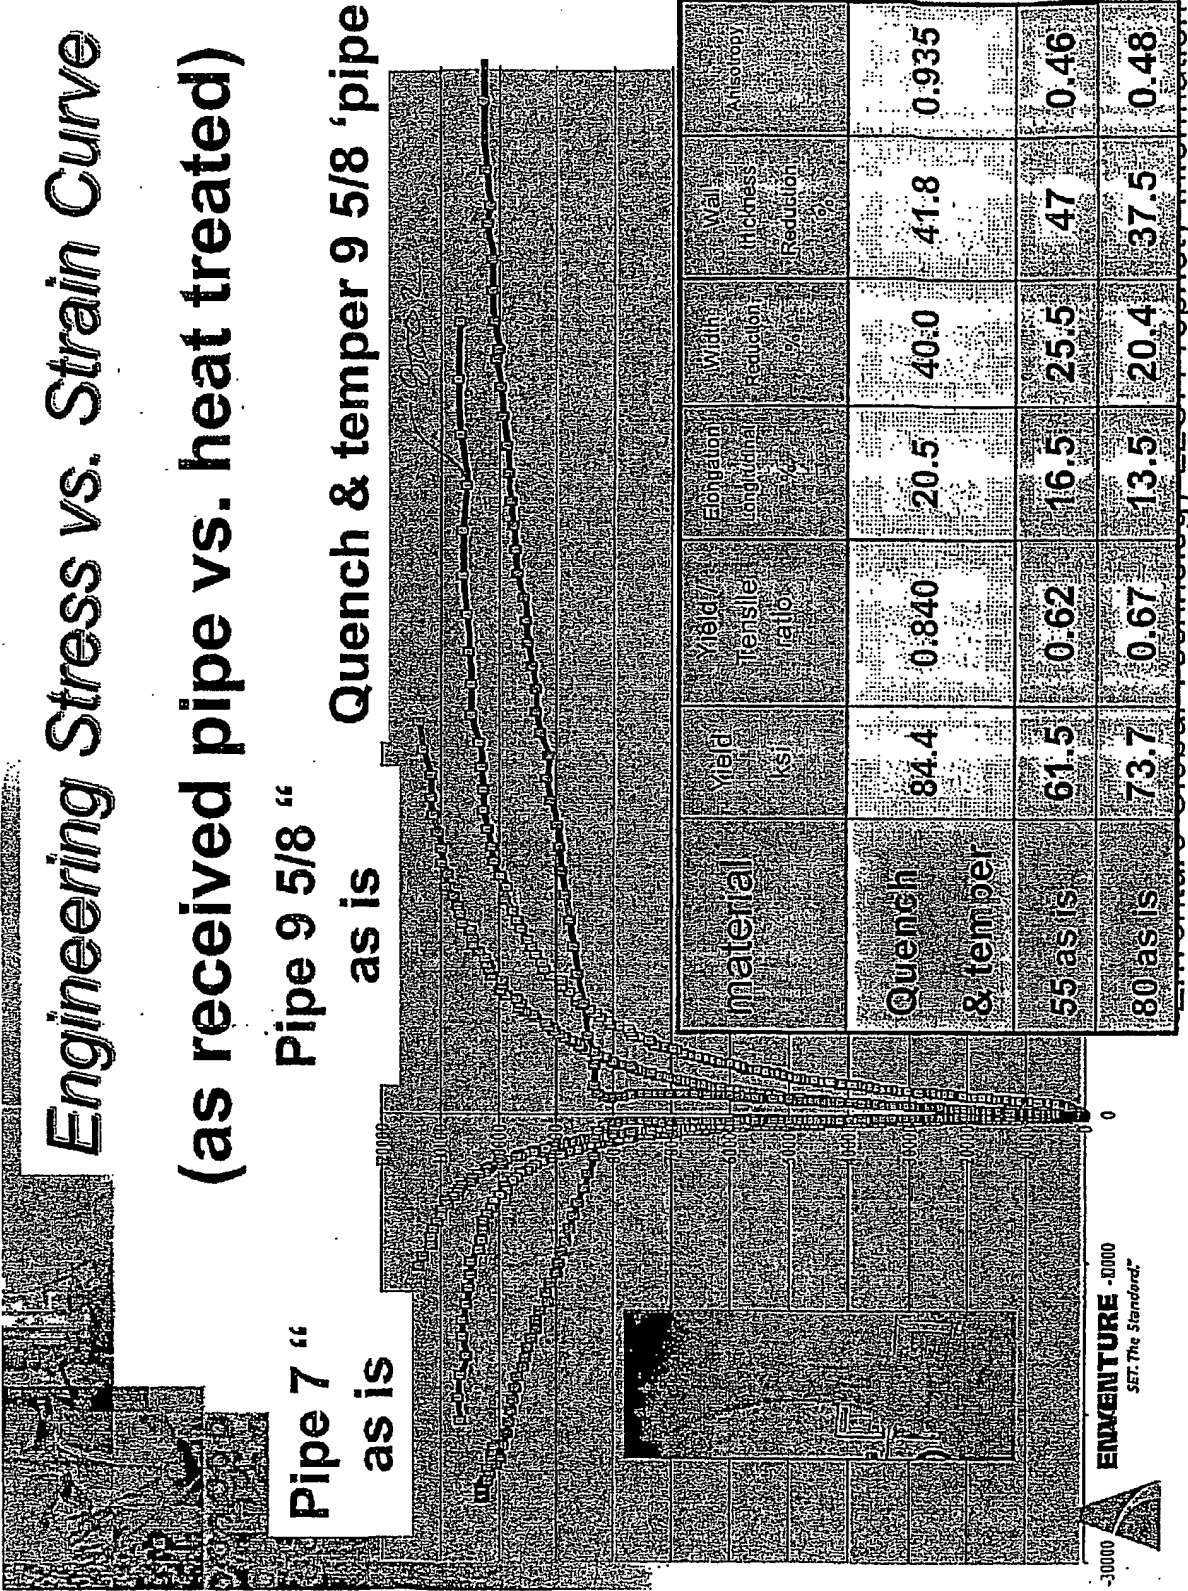 Engineering Stress vs. Strain Curve
(as received pipe vs. heat treated)
Pipe 7 “
as is
Pipe 9 5/8 “
as is
Quench & temper 9 5/8 ‘pipe
material
Yield
ksi
Yield /
Tensile
ratio
Elongation
Longitudinal
%
Width
Reduction
%
Wall
thickness
Reduction
%
Anisotropy
Quench
& temper
84.4
0.840
20.5
40.0
41.8
0.935
55 as is
61.5
0.62
16.5
25.5
47
0.46
80 as is
73.7
0.67
13.5
20.4
37.5
0.48
-30000
-10000
0
0
ENVENTURE
SET. The Standard.”